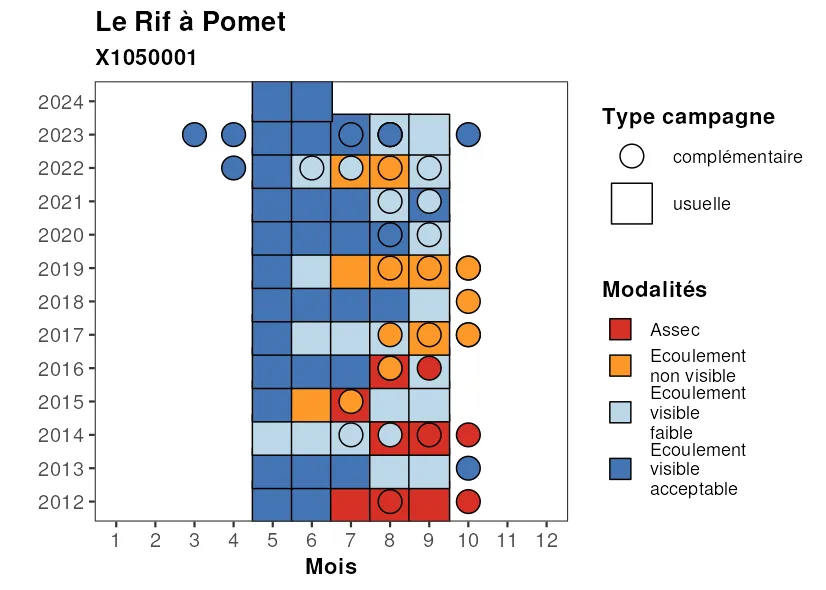 Le Rif à Pomet
X1050001
2024
2023
2022
2021
2020
2019
2018
2017
2016
2015
2014
2013
2012
1 2 3 4 5 6 7 8 9 10 11 12
Mois
Type campagne
complémentaire
usuelle
Modalités
Assec
Ecoulement
non visible
Ecoulement
visible
faible
Ecoulement
visible
acceptable